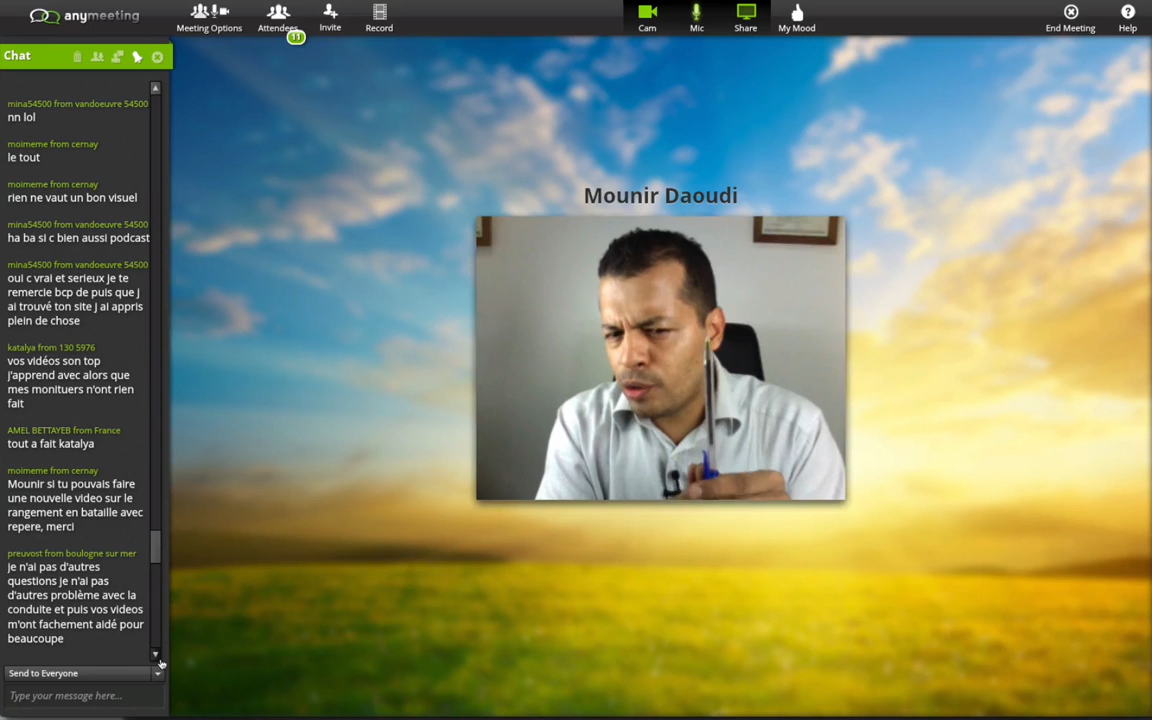 anymeeting
Meeting Options
Attendees
11
Invite
Record
Cam
Mic
Share
My Mood
End Meeting
Help
Chat
mina54500 from vandoeuvre 54500
nn lol
moimeme from cernay
le tout
moimeme from cernay
rien ne vaut un bon visuel
mina54500 from vandoeuvre 54500
ha ba si c bien aussi podcast
mina54500 from vandoeuvre 54500
oui c vrai et serieux je te
remercie bcp de puis que j
ai trouvé ton site j ai appris
plein de chose
katalya from 130 5976
vos vidéos son top
j'apprend avec alors que
mes monituers n'ont rien
fait
AMEL BETTAYEB from France
tout a fait katalya
moimeme from cernay
Mounir si tu pouvais faire
une nouvelle video sur le
rangement en bataille avec
repere, merci
preuvost from boulogne sur mer
je n'ai pas d'autres
questions je n'ai pas
d'autres problème avec la
conduite et puis vos videos
m'ont fachement aidé pour
beaucoupe
Send to Everyone
Type your message here...
Mounir Daoudi